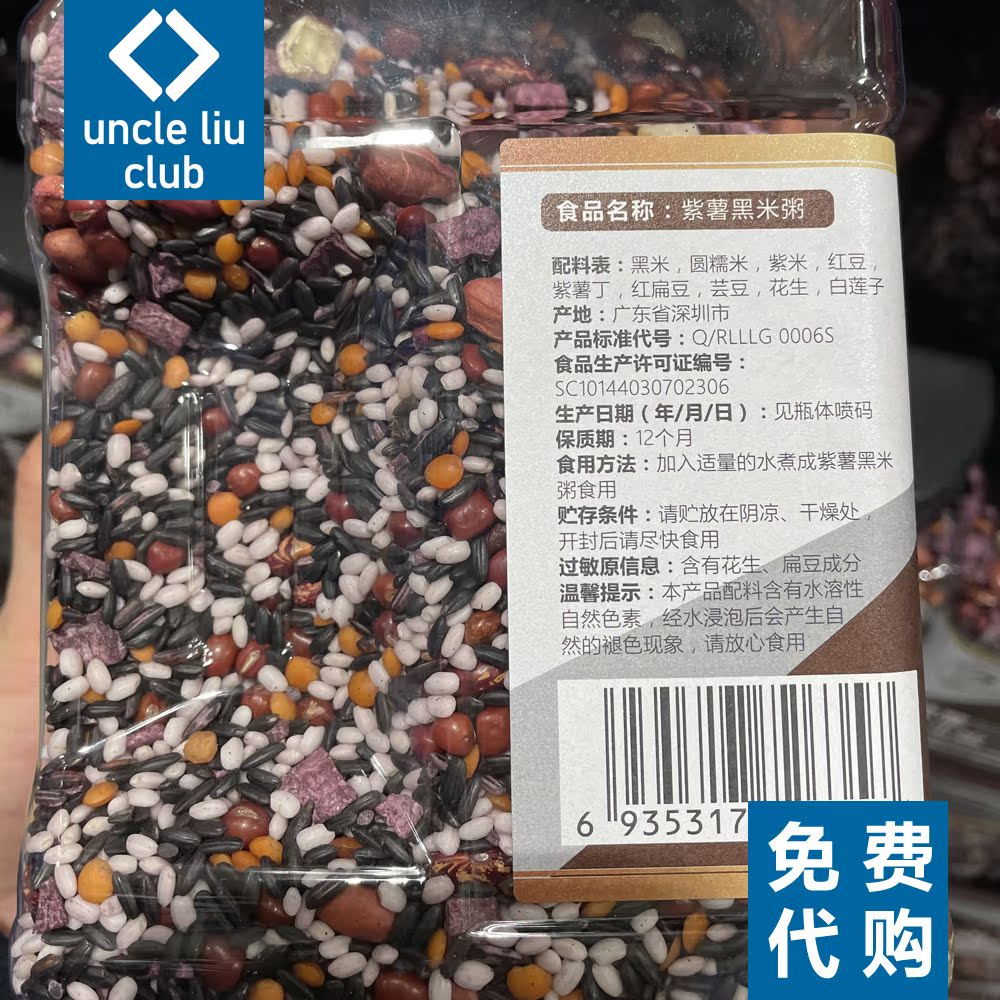 uncle liu
club
食品名称：紫薯黑米粥
配料表：黑米，圆糯米，紫米，红豆，
紫薯丁，红扁豆，芸豆，花生，白莲子
产地：广东省深圳市
产品标准代号：Q/RLLLG 0006S
食品生产许可证编号：
SC10144030702306
生产日期（年/月/日）：见瓶体喷码
保质期：12个月
食用方法：加入适量的水煮成紫薯黑米
粥食用
贮存条件：请贮放在阴凉、干燥处，
开封后请尽快食用
过敏原信息：含有花生、扁豆成分
温馨提示：本产品配料含有水溶性
自然色素，经水浸泡后会产生自
然的褪色现象，请放心食用
6 935317
免费
代购